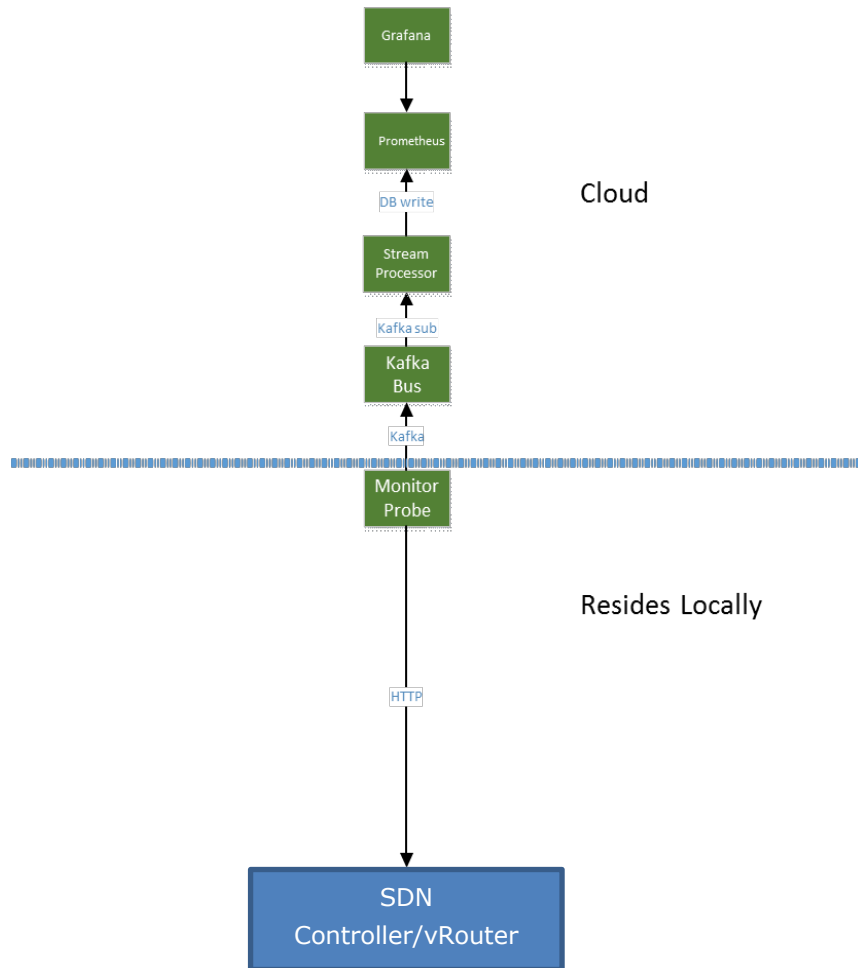 Grafana
Prometheus
Cloud
DB write
Stream
Processor
Kafka sub
Kafka
Bus
Kafka
Monitor
Probe
Resides Locally
HTTP
SDN
Controller/vRouter